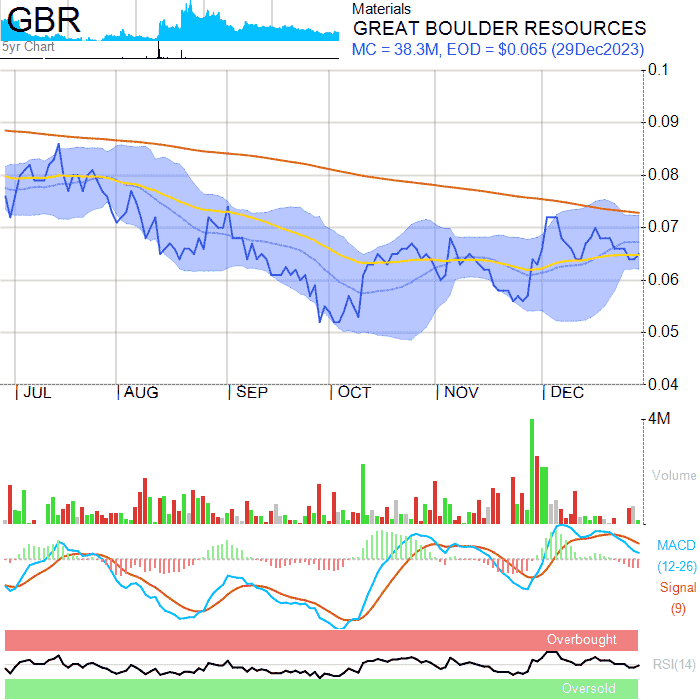 GBR
5yr Chart
Materials
GREAT BOULDER RESOURCES
MC = 38.3M, EOD = $0.065 (29Dec2023)
0.1
0.09
0.08
0.07
0.06
0.05
0.04
JUL AUG SEP OCT NOV DEC
4M
Volume
MACD
(12-26)
Signal
(9)
Overbought
RSI(14)
Oversold